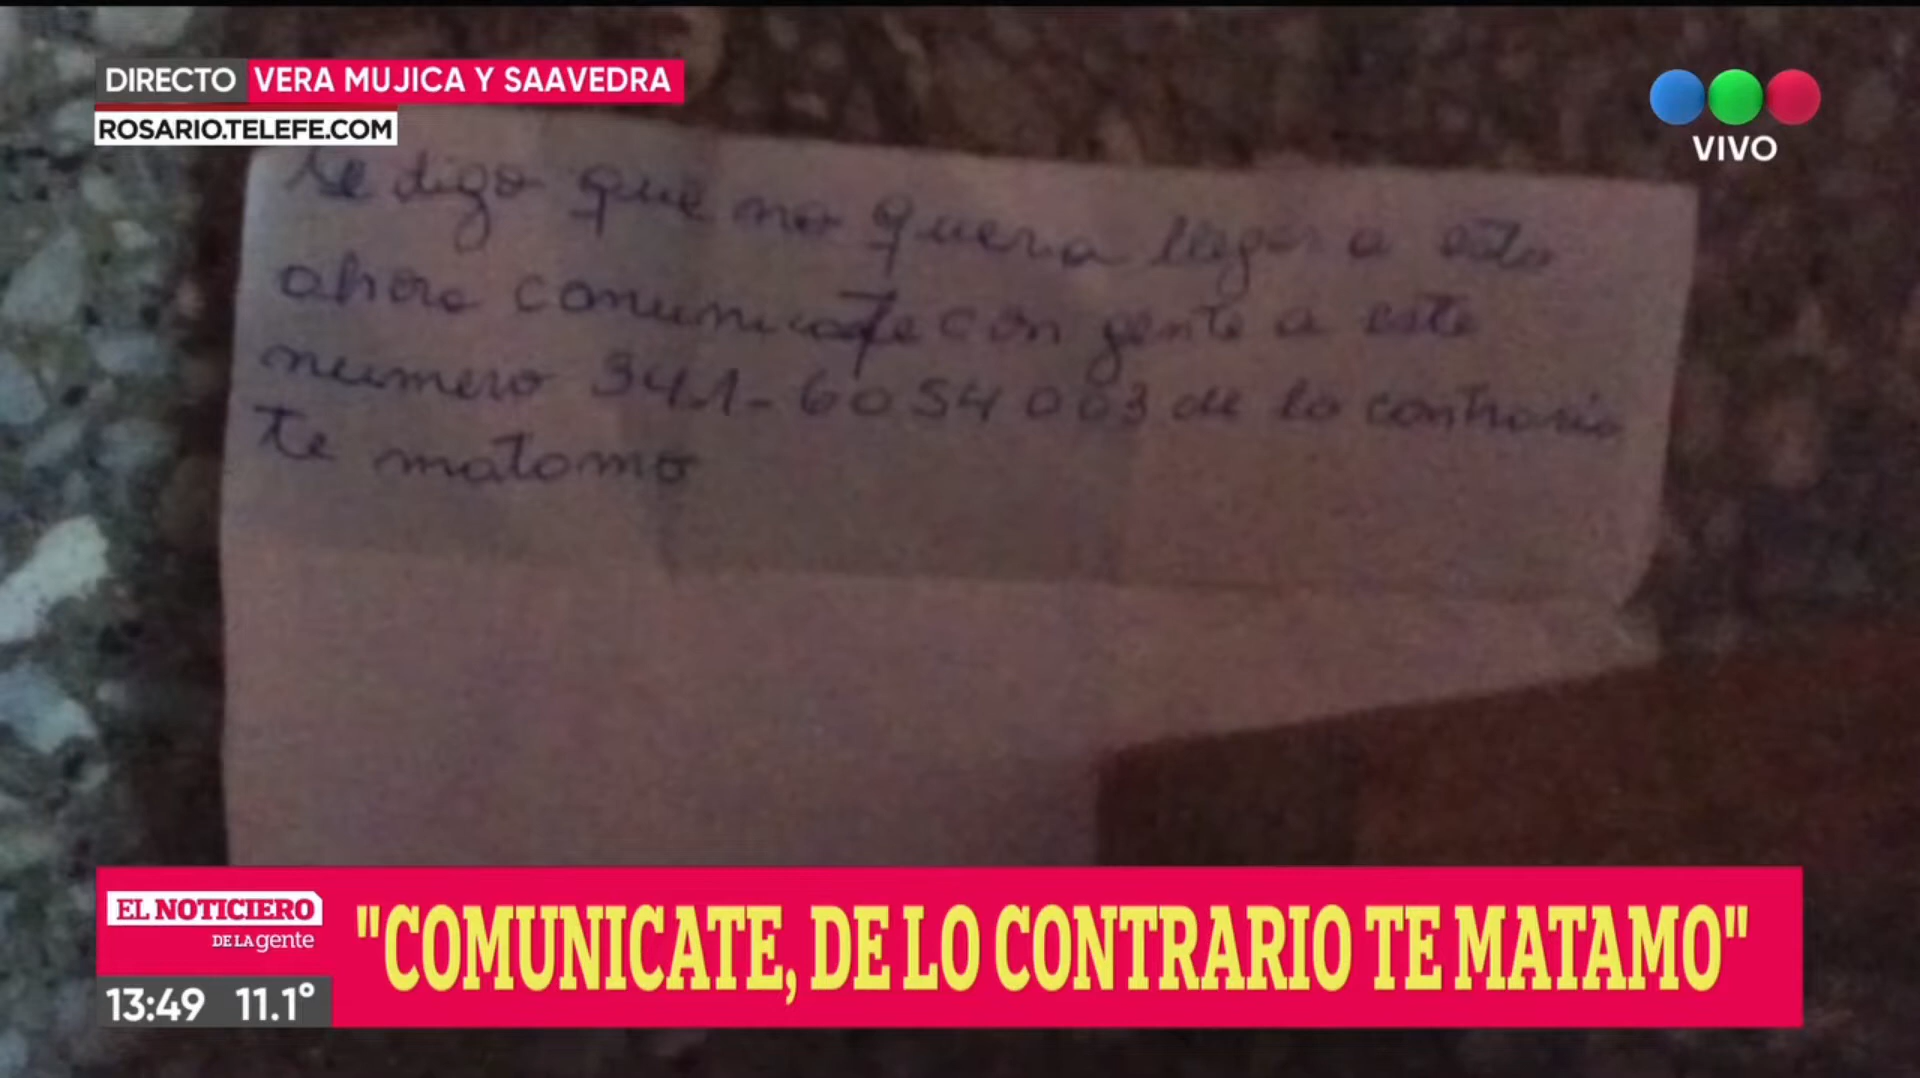 DIRECTO VERA MUJICA Y SAAVEDRA
ROSARIO.TELEFE.COM
VIVO
te digo que no queria llegar a esto
ahora comunicate con gente a este
numero 341-6054003 de lo contrario
te matamo
EL NOTICIERO
DE LA gente
"COMUNICATE, DE LO CONTRARIO TE MATAMO"
13:49 11.1°